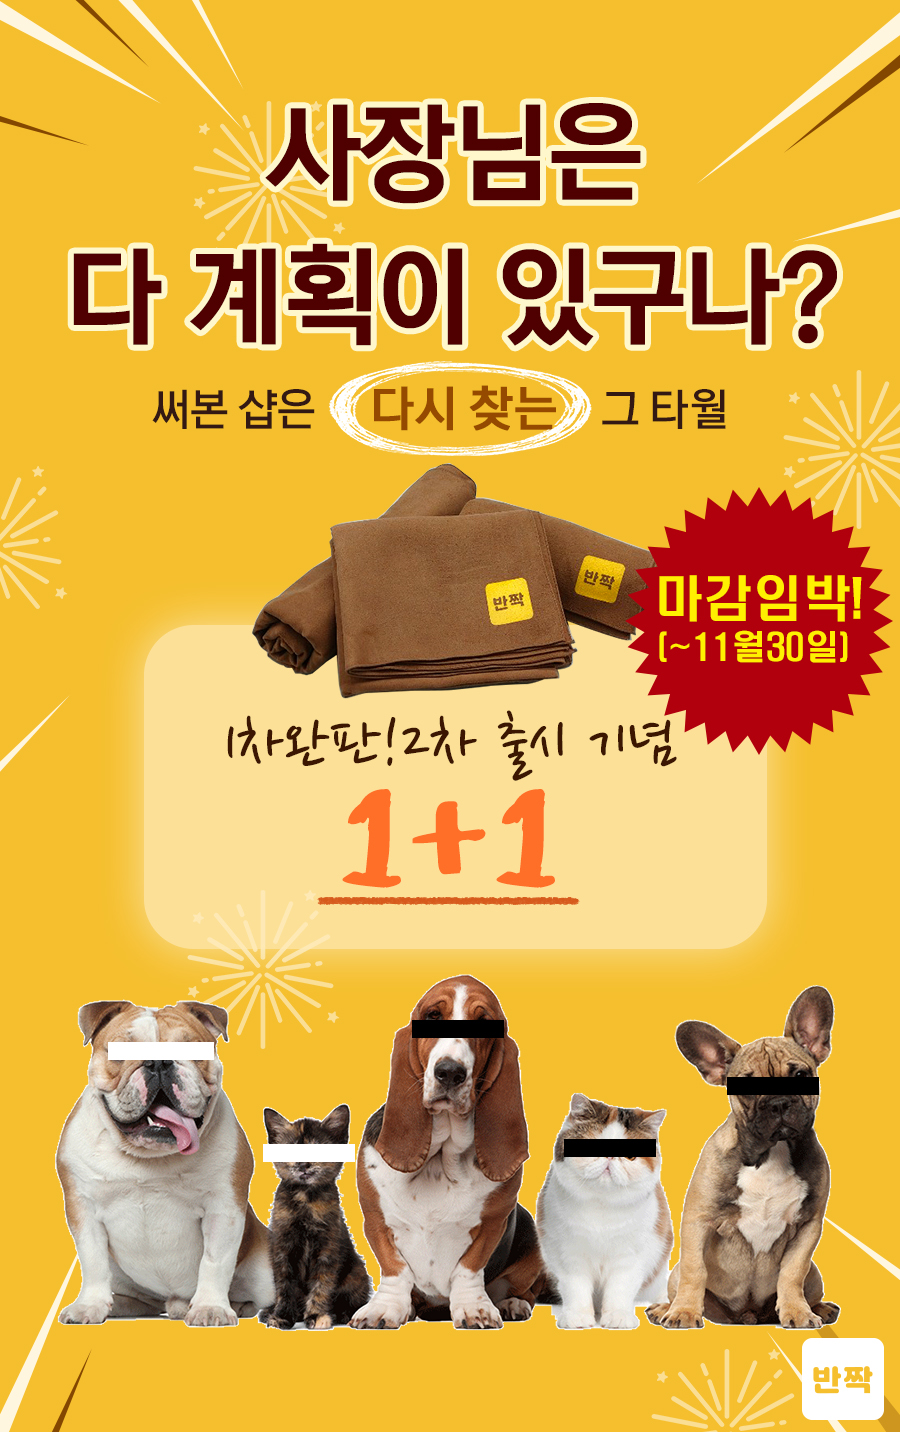 사장님은
다 계획이 있구나?
써본 샵은 다시 찾는 그 타월
반짝
반짝
마감임박!
(~11월30일)
1차완판!2차 출시 기념
1+1
반짝